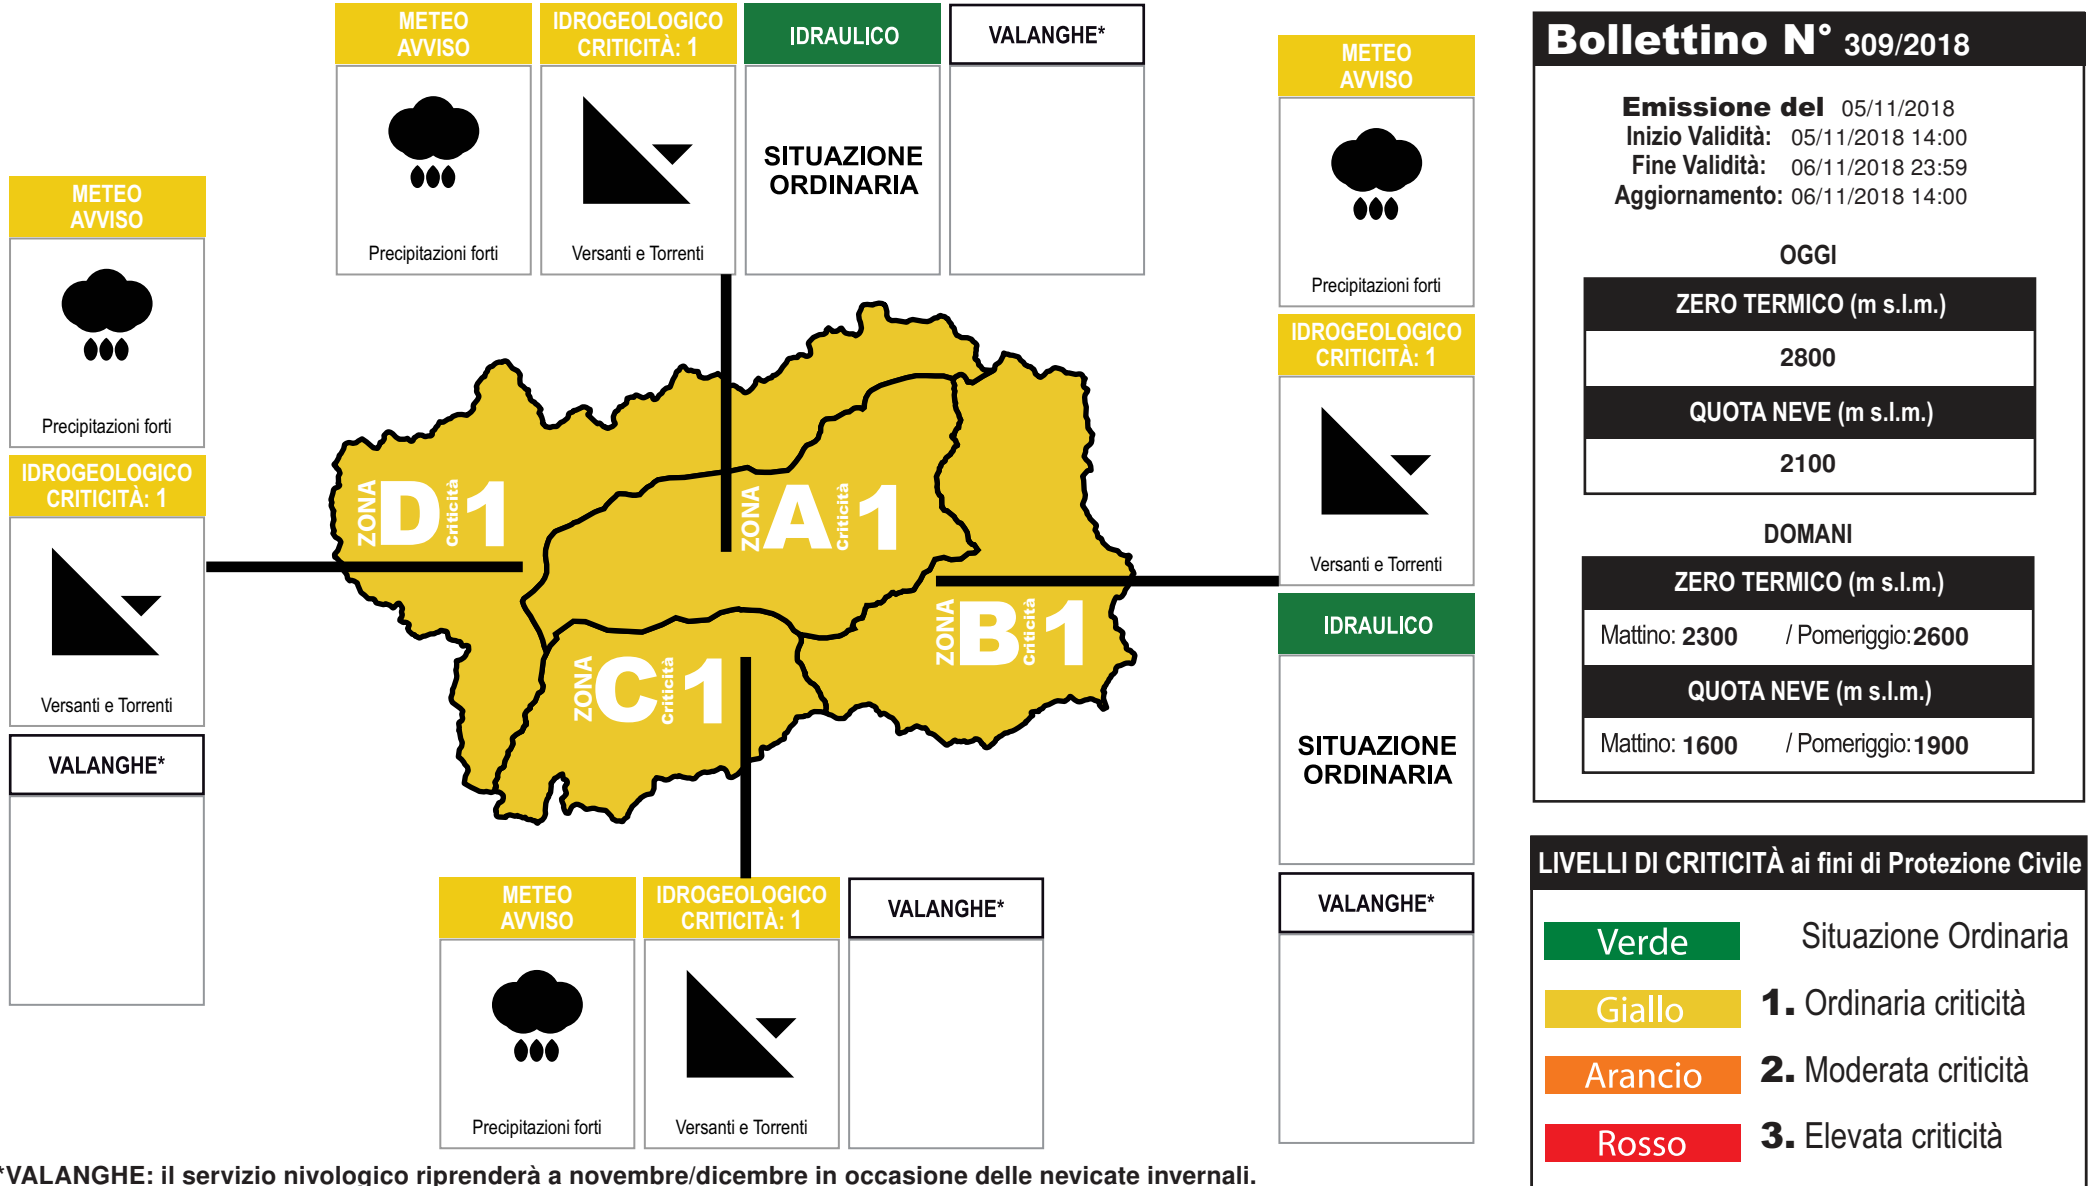 METEO
AVVISO
Precipitazioni forti
IDROGEOLOGICO
CRITICITÀ: 1
Versanti e Torrenti
IDRAULICO
SITUAZIONE
ORDINARIA
VALANGHE*
METEO
AVVISO
Precipitazioni forti
IDROGEOLOGICO
CRITICITÀ: 1
Versanti e Torrenti
VALANGHE*
METEO
AVVISO
Precipitazioni forti
IDROGEOLOGICO
CRITICITÀ: 1
Versanti e Torrenti
IDRAULICO
SITUAZIONE
ORDINARIA
VALANGHE*
ZONA D Criticità 1
ZONA A Criticità 1
ZONA B Criticità 1
ZONA C Criticità 1
METEO
AVVISO
Precipitazioni forti
IDROGEOLOGICO
CRITICITÀ: 1
Versanti e Torrenti
VALANGHE*
*VALANGHE: il servizio nivologico riprenderà a novembre/dicembre in occasione delle nevicate invernali.
Bollettino N° 309/2018
Emissione del 05/11/2018
Inizio Validità: 05/11/2018 14:00
Fine Validità: 06/11/2018 23:59
Aggiornamento: 06/11/2018 14:00
OGGI
ZERO TERMICO (m s.l.m.)
2800
QUOTA NEVE (m s.l.m.)
2100
DOMANI
ZERO TERMICO (m s.l.m.)
Mattino: 2300 / Pomeriggio: 2600
QUOTA NEVE (m s.l.m.)
Mattino: 1600 / Pomeriggio: 1900
LIVELLI DI CRITICITÀ ai fini di Protezione Civile
Verde Situazione Ordinaria
Giallo 1. Ordinaria criticità
Arancio 2. Moderata criticità
Rosso 3. Elevata criticità